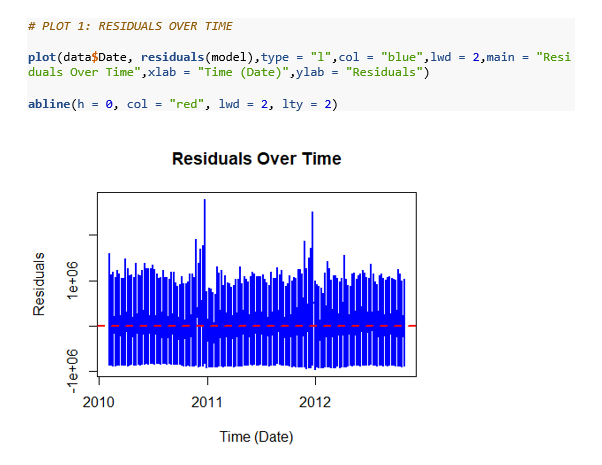 # PLOT 1: RESIDUALS OVER TIME
plot(data$Date, residuals(model),type = "l",col = "blue",lwd = 2,main = "Resi
duals Over Time",xlab = "Time (Date)",ylab = "Residuals")
abline(h = 0, col = "red", lwd = 2, lty = 2)
Residuals Over Time
Residuals
1e+06
-1e+06
2010 2011 2012
Time (Date)